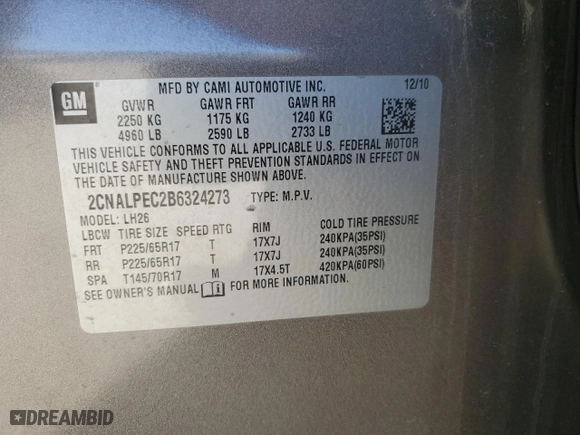 GM
MFD BY CAMI AUTOMOTIVE INC. 12/10
GVWR GAWR FRT GAWR RR
2250 KG 1175 KG 1240 KG
4960 LB 2590 LB 2733 LB
THIS VEHICLE CONFORMS TO ALL APPLICABLE U.S. FEDERAL MOTOR
VEHICLE SAFETY AND THEFT PREVENTION STANDARDS IN EFFECT ON
THE DATE OF MANUFACTURE SHOWN ABOVE.
2CNALPEC2B6324273 TYPE: M.P.V.
MODEL: LH26
LBCW TIRE SIZE SPEED RTG RIM COLD TIRE PRESSURE
FRT P225/65R17 T 17X7J 240KPA(35PSI)
RR P225/65R17 T 17X7J 240KPA(35PSI)
SPA T145/70R17 M 17X4.5T 420KPA(60PSI)
SEE OWNER'S MANUAL FOR MORE INFORMATION.
DREAMBID